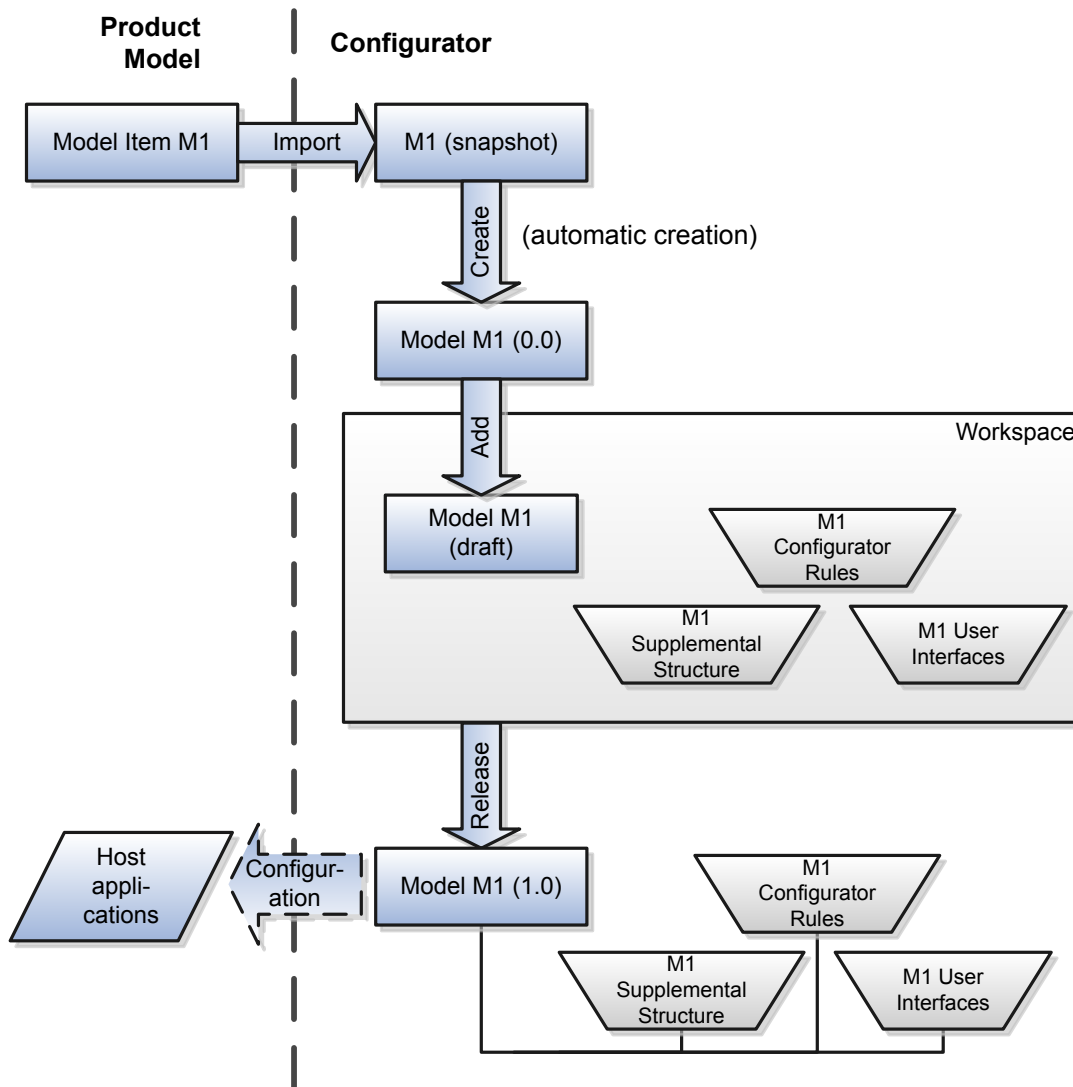 Product
Model
Configurator
Model Item M1
Import
M1 (snapshot)
Create
(automatic creation)
Model M1 (0.0)
Add
Workspace
Model M1
(draft)
M1
Configurator
Rules
M1
Supplemental
Structure
M1 User
Interfaces
Release
Host
appli-
cations
Configur-
ation
Model M1 (1.0)
M1
Configurator
Rules
M1
Supplemental
Structure
M1 User
Interfaces